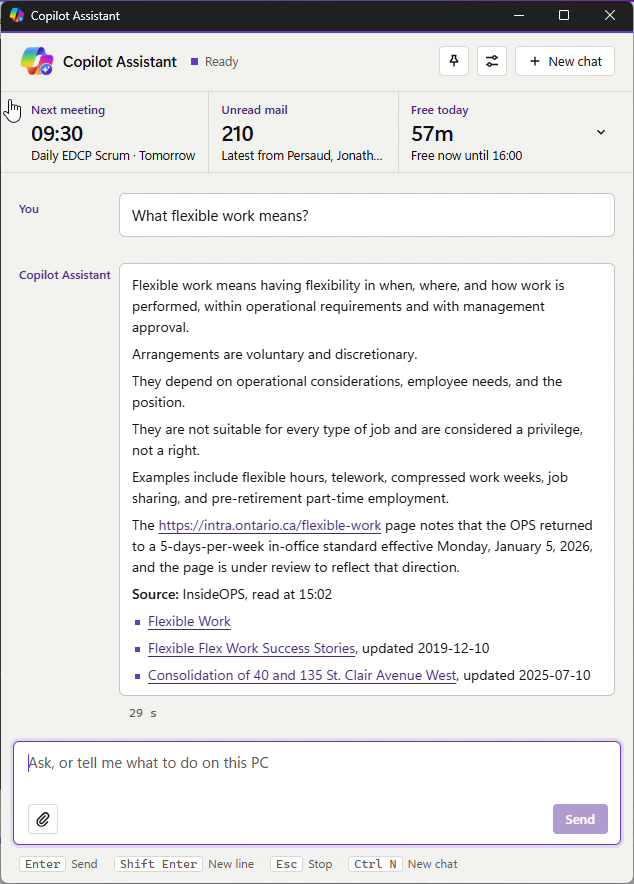 Copilot Assistant
Copilot Assistant
Ready
New chat
Next meeting
09:30
Daily EDCP Scrum · Tomorrow
Unread mail
210
Latest from Persaud, Jonath...
Free today
57m
Free now until 16:00
You
What flexible work means?
Copilot Assistant
Flexible work means having flexibility in when, where, and how work is
performed, within operational requirements and with management
approval.
Arrangements are voluntary and discretionary.
They depend on operational considerations, employee needs, and the
position.
They are not suitable for every type of job and are considered a privilege,
not a right.
Examples include flexible hours, telework, compressed work weeks, job
sharing, and pre-retirement part-time employment.
The https://intra.ontario.ca/flexible-work page notes that the OPS returned
to a 5-days-per-week in-office standard effective Monday, January 5, 2026,
and the page is under review to reflect that direction.
Source: InsideOPS, read at 15:02
Flexible Work
Flexible Flex Work Success Stories, updated 2019-12-10
Consolidation of 40 and 135 St. Clair Avenue West, updated 2025-07-10
29 s
Ask, or tell me what to do on this PC
Send
Enter Send Shift Enter New line Esc Stop Ctrl N New chat